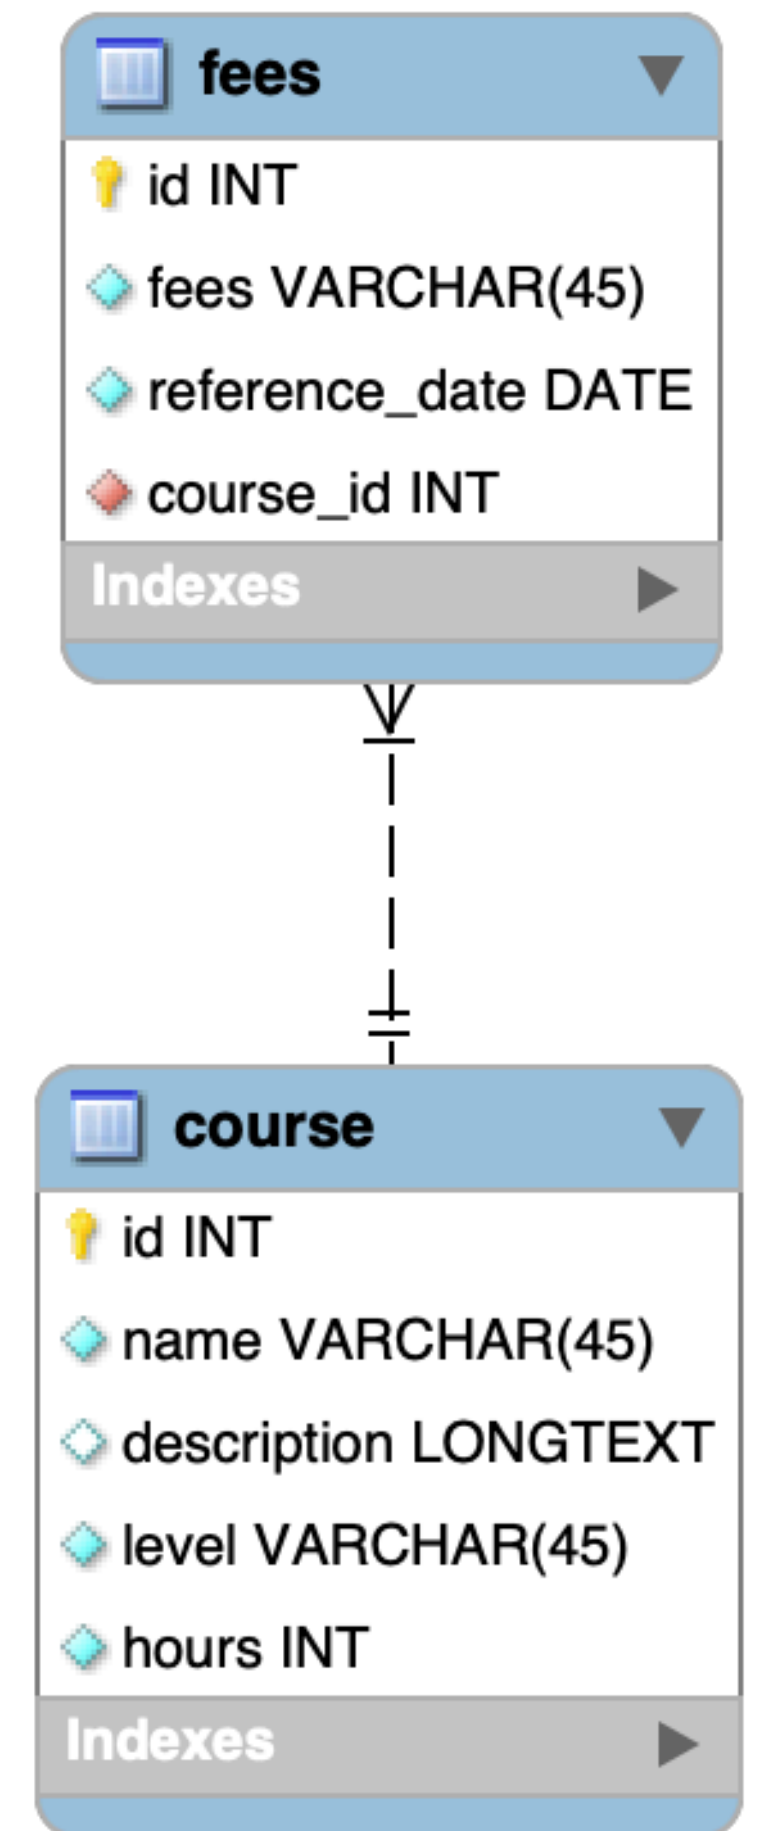 fees
id INT
fees VARCHAR(45)
reference_date DATE
course_id INT
Indexes
course
id INT
name VARCHAR(45)
description LONGTEXT
level VARCHAR(45)
hours INT
Indexes